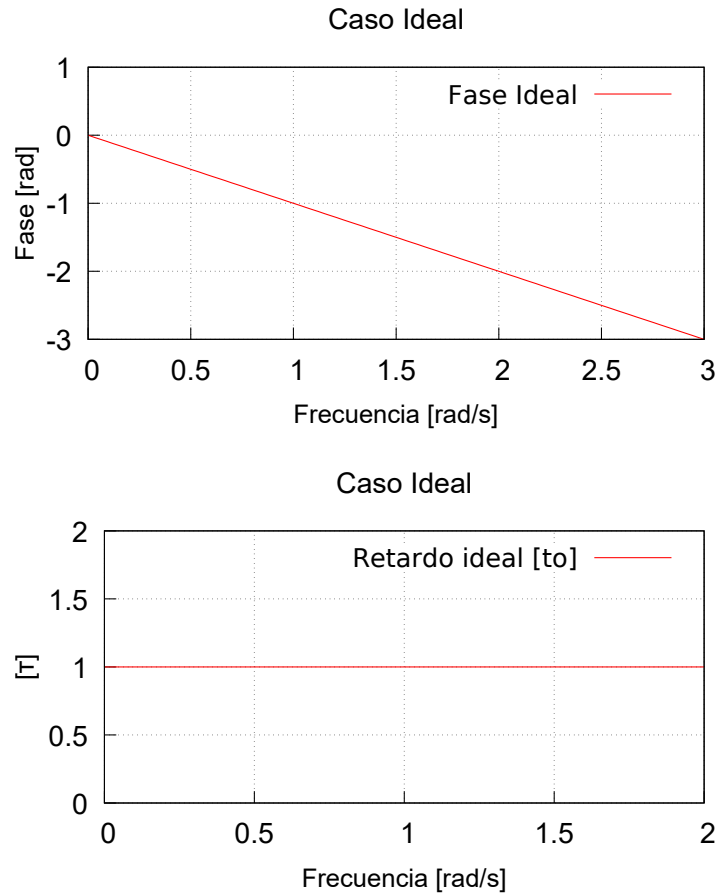 Caso Ideal
Fase Ideal
1
0
-1
-2
-3
Fase [rad]
0 0.5 1 1.5 2 2.5 3
Frecuencia [rad/s]
Caso Ideal
Retardo ideal [to]
2
1.5
1
0.5
0
[τ]
0 0.5 1 1.5 2
Frecuencia [rad/s]